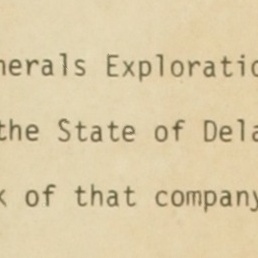 nerals Exploratio
the State of Dela
k of that company